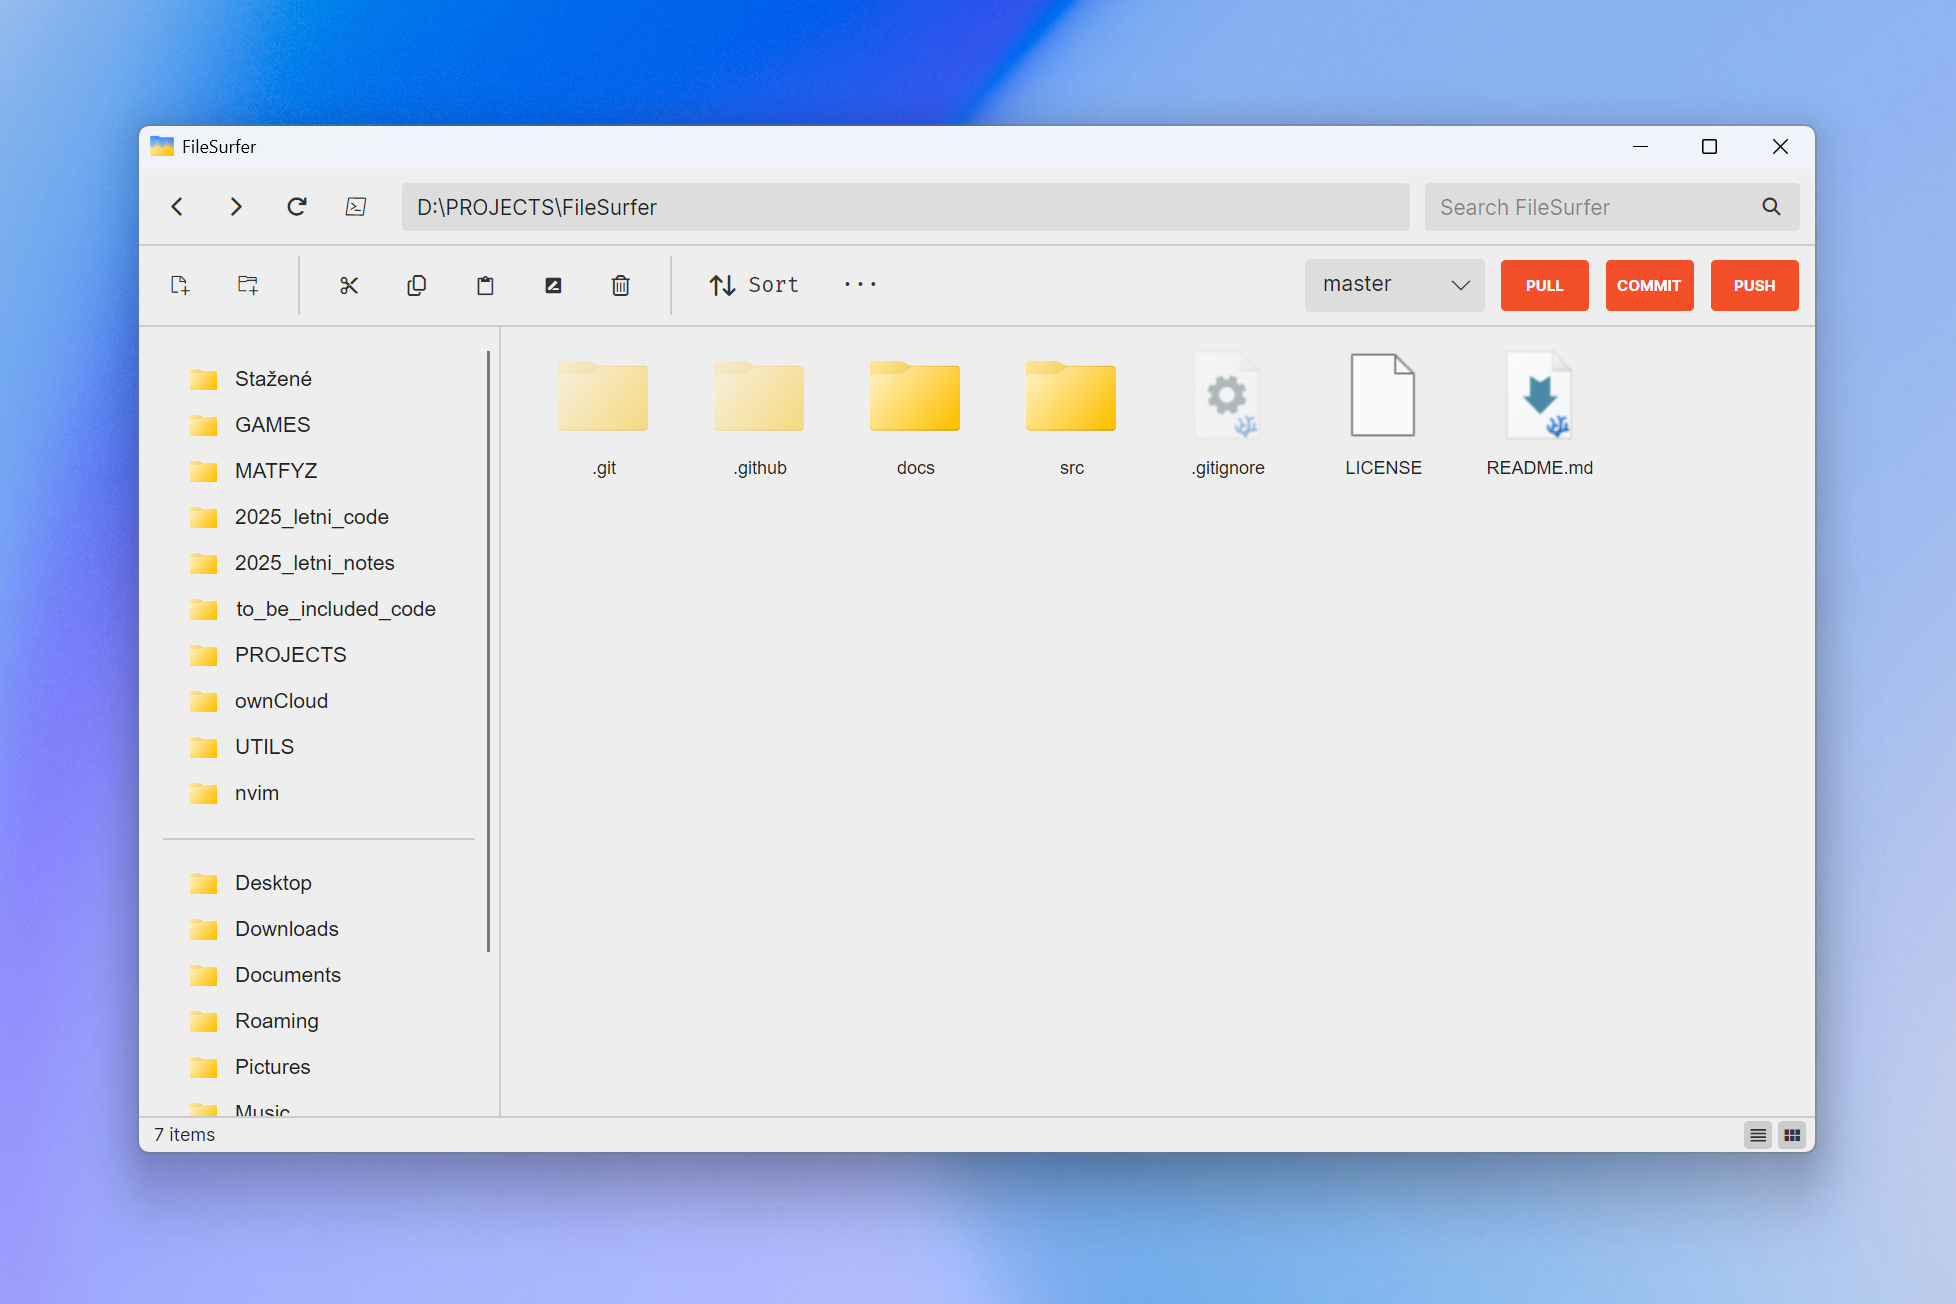 FileSurfer
D:\PROJECTS\FileSurfer
Search FileSurfer
Sort
master
PULL
COMMIT
PUSH
Stažené
GAMES
MATFYZ
2025_letni_code
2025_letni_notes
to_be_included_code
PROJECTS
ownCloud
UTILS
nvim
Desktop
Downloads
Documents
Roaming
Pictures
Music
.git
.github
docs
src
.gitignore
LICENSE
README.md
7 items